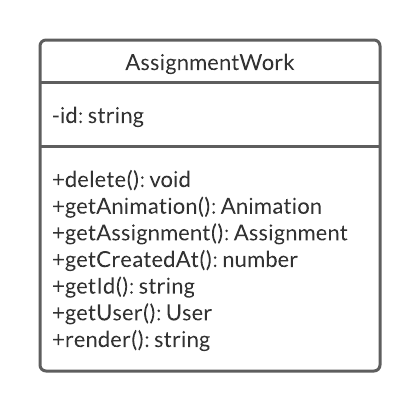 AssignmentWork
-id: string
+delete(): void
+getAnimation(): Animation
+getAssignment(): Assignment
+getCreatedAt(): number
+getId(): string
+getUser(): User
+render(): string